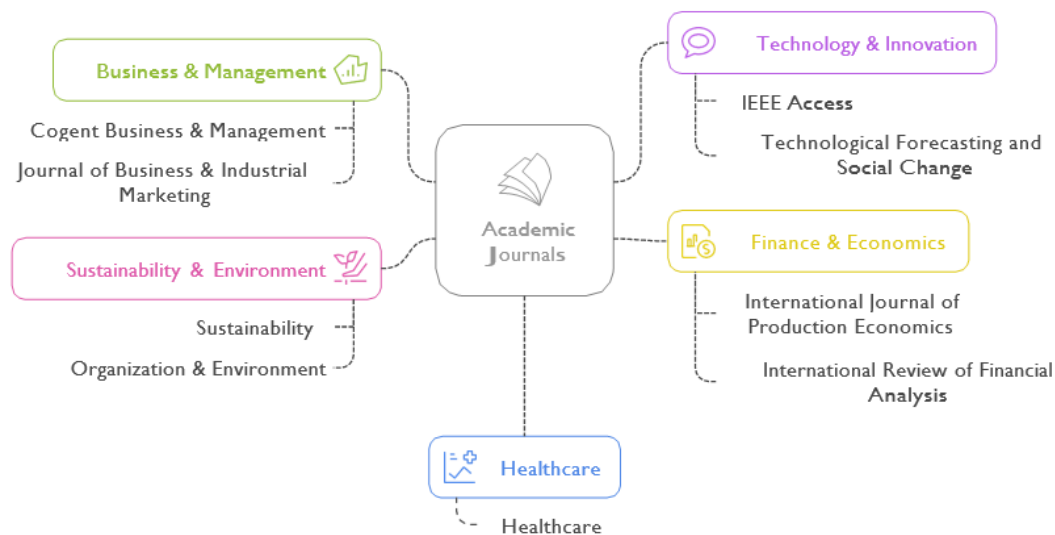 Business & Management
Cogent Business & Management
Journal of Business & Industrial
Marketing
Sustainability & Environment
Sustainability
Organization & Environment
Academic
Journals
Technology & Innovation
IEEE Access
Technological Forecasting and
Social Change
Finance & Economics
International Journal of
Production Economics
International Review of Financial
Analysis
Healthcare
Healthcare